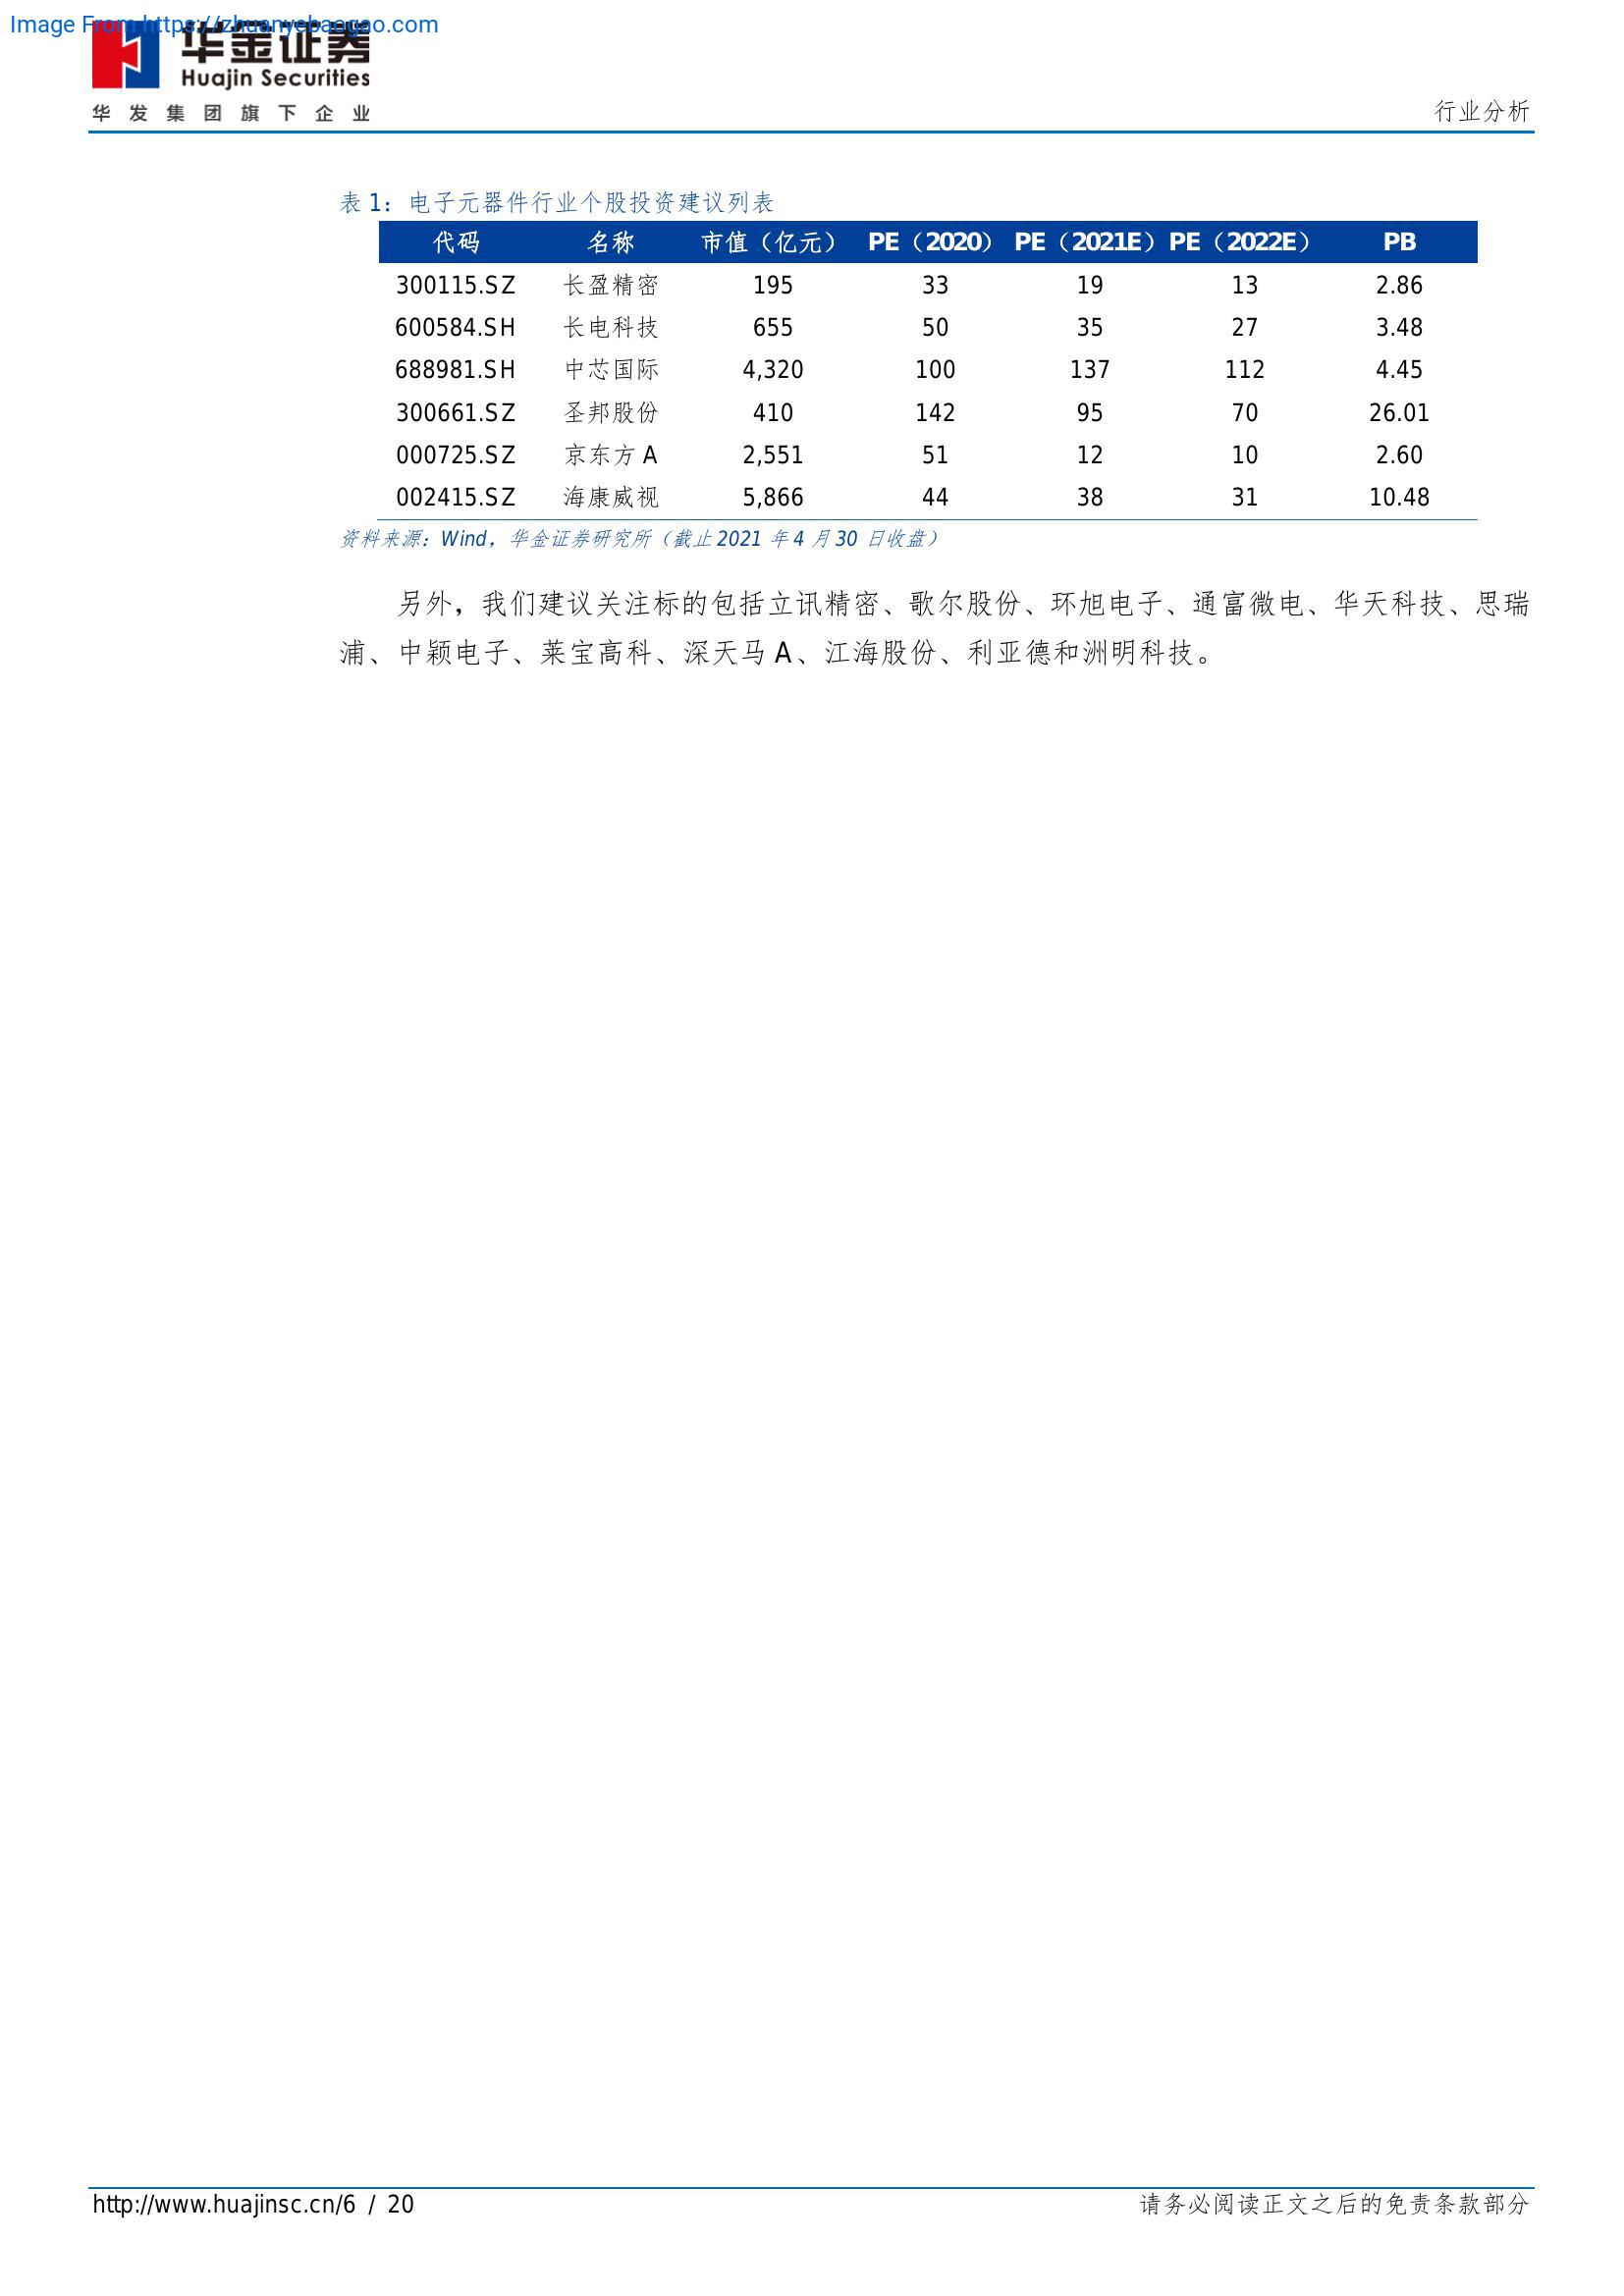 Image From https://zhuanyebaogao.com
华金证券
Huajin Securities
华发集团旗下企业
行业分析
表 1：电子元器件行业个股投资建议列表
代码 名称 市值（亿元） PE（2020） PE（2021E） PE（2022E） PB
300115.SZ 长盈精密 195 33 19 13 2.86
600584.SH 长电科技 655 50 35 27 3.48
688981.SH 中芯国际 4,320 100 137 112 4.45
300661.SZ 圣邦股份 410 142 95 70 26.01
000725.SZ 京东方 A 2,551 51 12 10 2.60
002415.SZ 海康威视 5,866 44 38 31 10.48
资料来源：Wind，华金证券研究所（截止 2021 年 4 月 30 日收盘）
另外，我们建议关注标的包括立讯精密、歌尔股份、环旭电子、通富微电、华天科技、思瑞
浦、中颖电子、莱宝高科、深天马 A、江海股份、利亚德和洲明科技。
http://www.huajinsc.cn/6 / 20
请务必阅读正文之后的免责条款部分